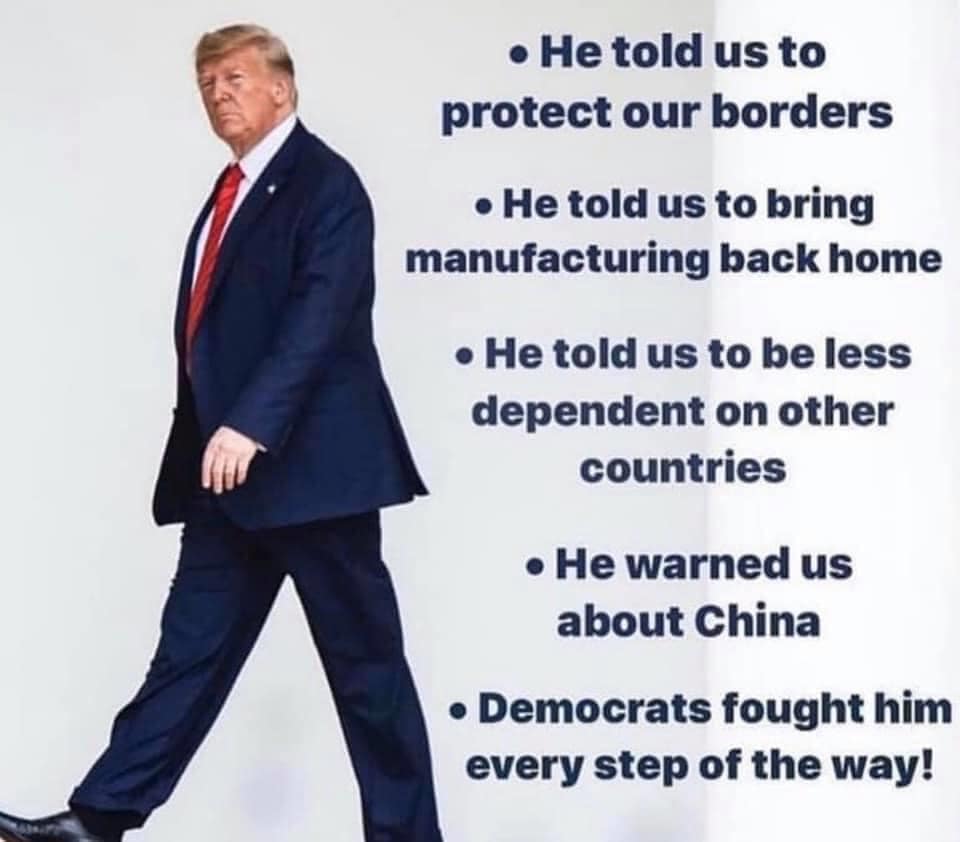 • He told us to
protect our borders
• He told us to bring
manufacturing back home
• He told us to be less
dependent on other
countries
• He warned us
about China
• Democrats fought him
every step of the way!